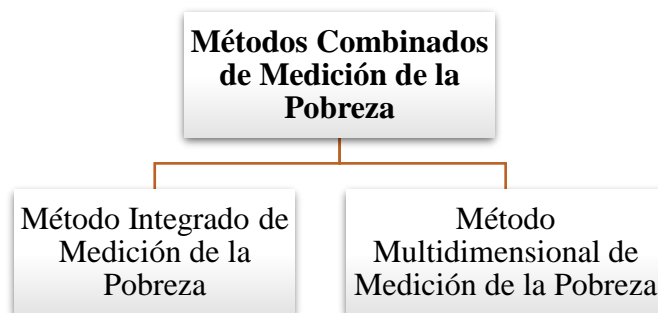 Métodos Combinados
de Medición de la
Pobreza
Método Integrado de
Medición de la
Pobreza
Método
Multidimensional de
Medición de la Pobreza